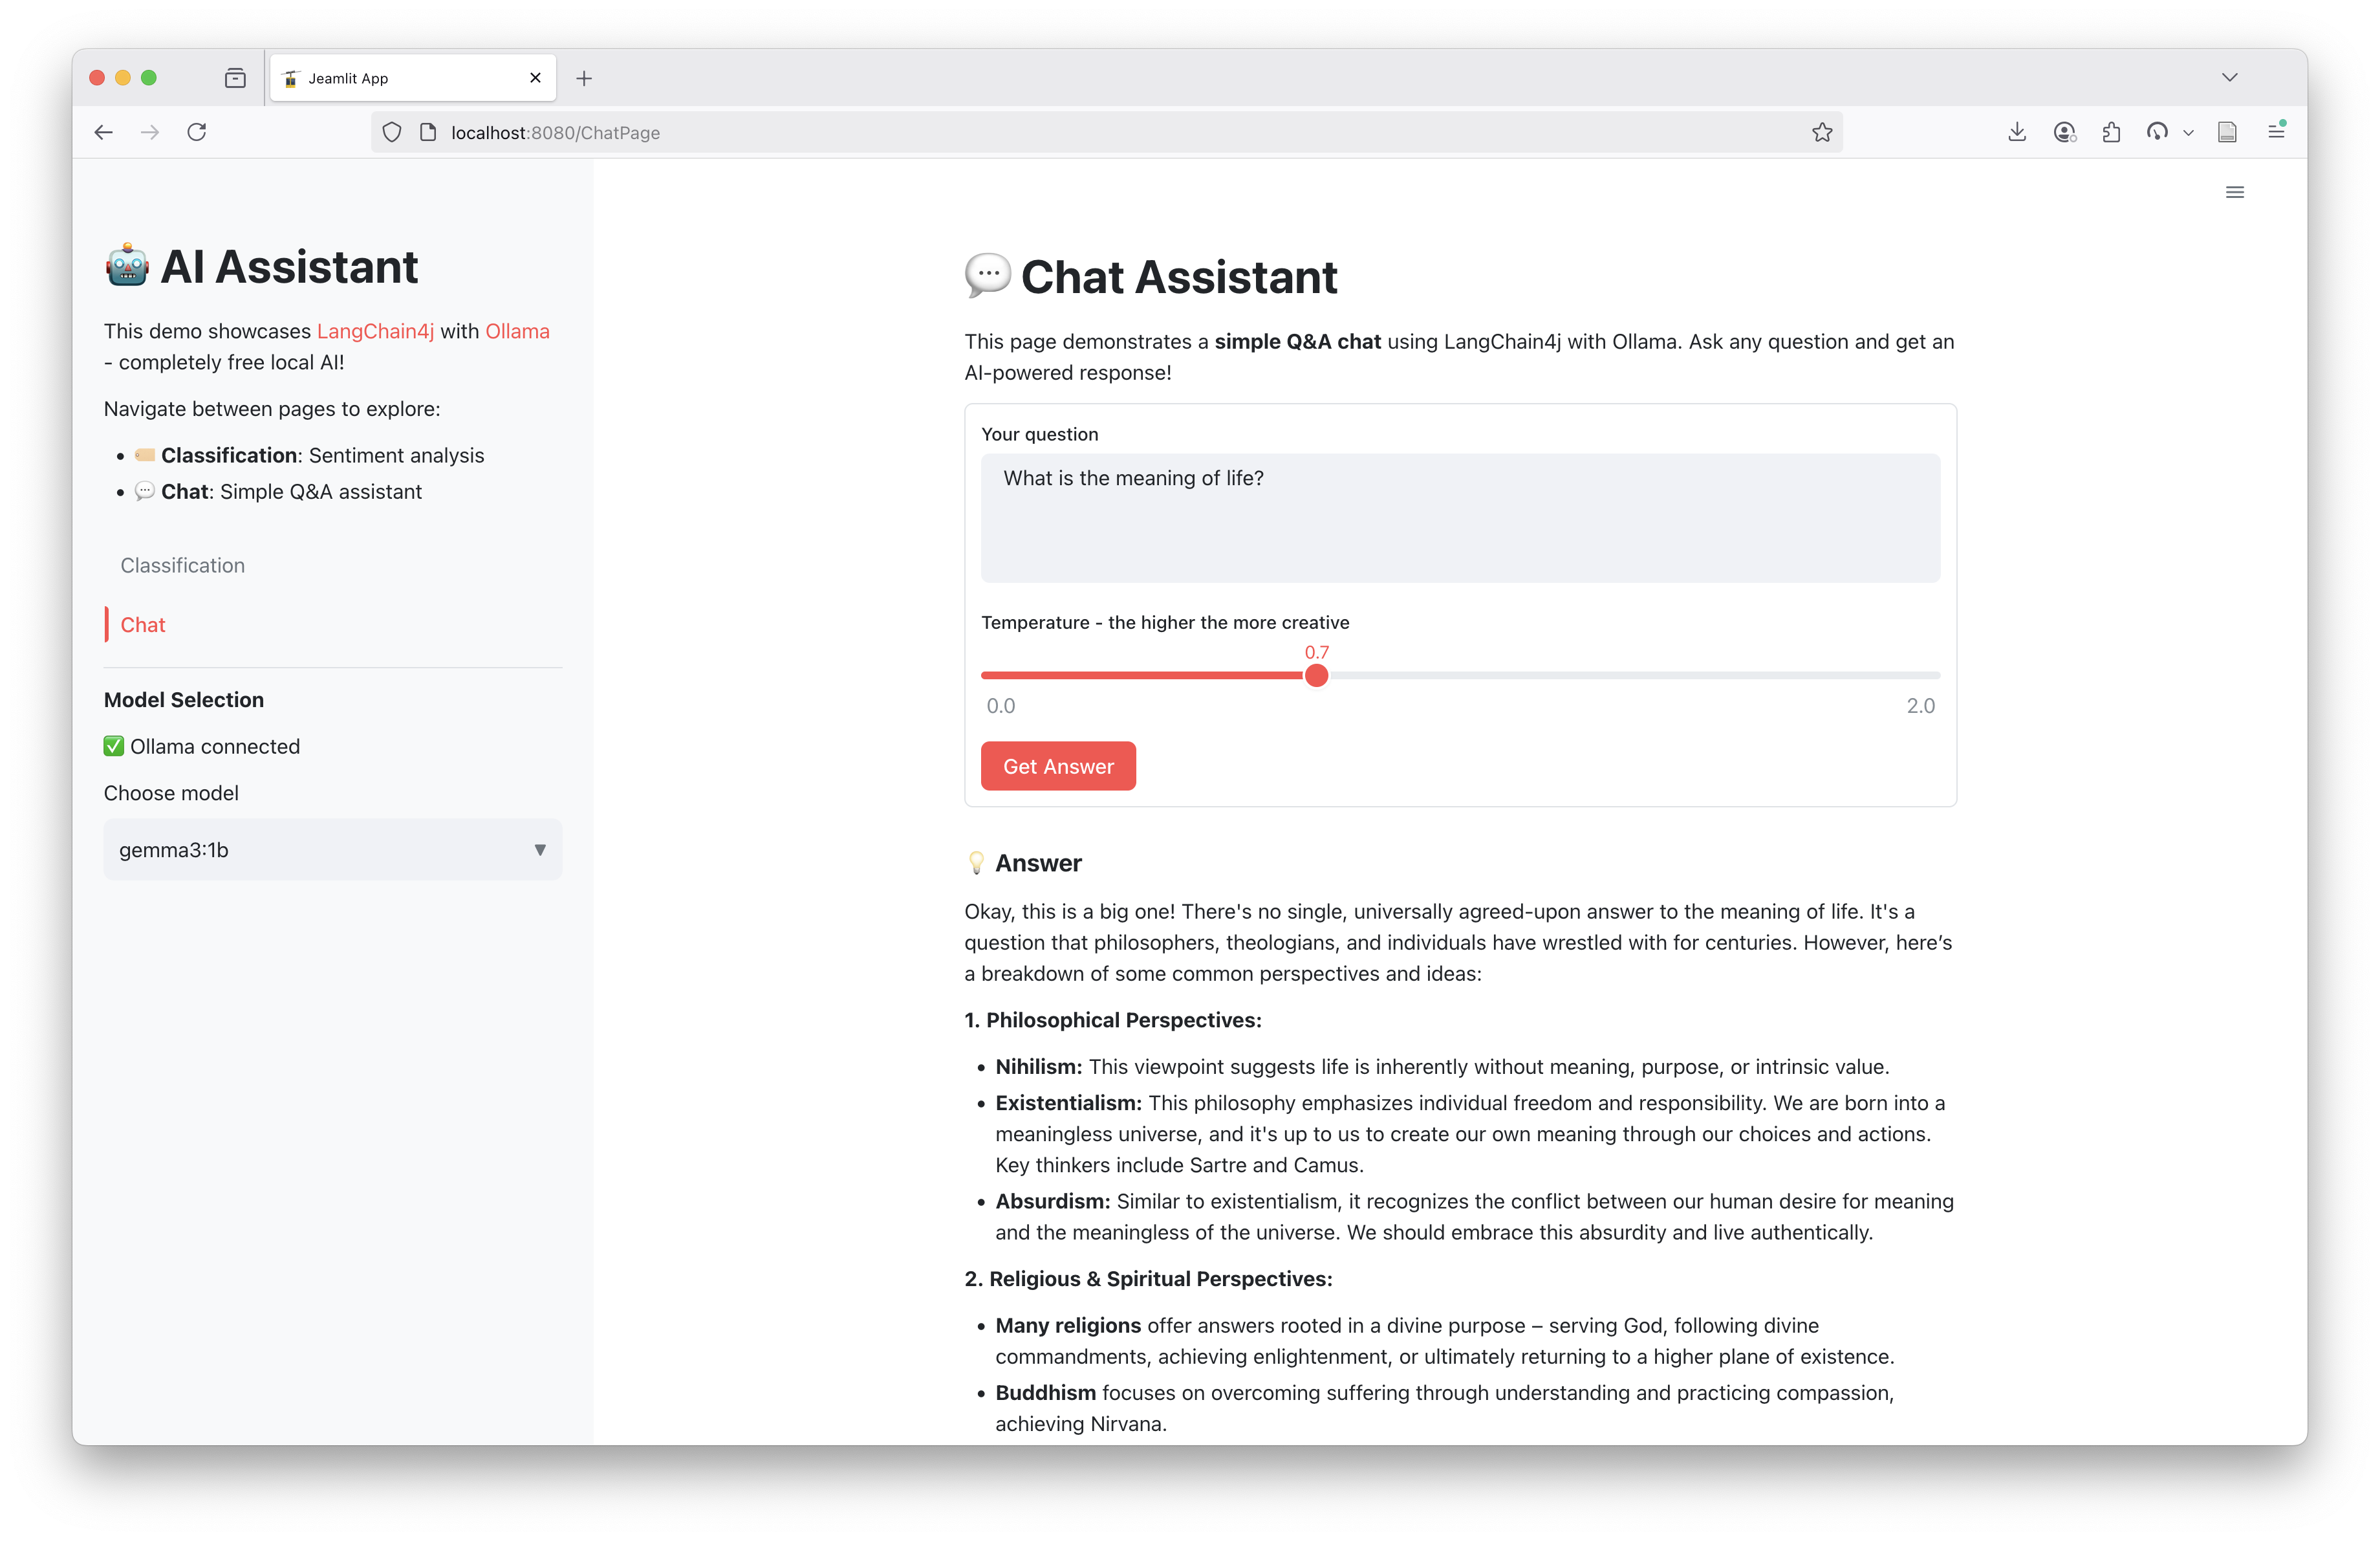 Jeamlit App
localhost:8080/ChatPage
AI Assistant
This demo showcases LangChain4j with Ollama
- completely free local AI!
Navigate between pages to explore:
• Classification: Sentiment analysis
• Chat: Simple Q&A assistant
Classification
Chat
Model Selection
Ollama connected
Choose model
gemma3:1b
Chat Assistant
This page demonstrates a simple Q&A chat using LangChain4j with Ollama. Ask any question and get an
AI-powered response!
Your question
What is the meaning of life?
Temperature - the higher the more creative
0.7
0.0 2.0
Get Answer
Answer
Okay, this is a big one! There's no single, universally agreed-upon answer to the meaning of life. It's a
question that philosophers, theologians, and individuals have wrestled with for centuries. However, here’s
a breakdown of some common perspectives and ideas:
1. Philosophical Perspectives:
• Nihilism: This viewpoint suggests life is inherently without meaning, purpose, or intrinsic value.
• Existentialism: This philosophy emphasizes individual freedom and responsibility. We are born into a
meaningless universe, and it's up to us to create our own meaning through our choices and actions.
Key thinkers include Sartre and Camus.
• Absurdism: Similar to existentialism, it recognizes the conflict between our human desire for meaning
and the meaningless of the universe. We should embrace this absurdity and live authentically.
2. Religious & Spiritual Perspectives:
• Many religions offer answers rooted in a divine purpose – serving God, following divine
commandments, achieving enlightenment, or ultimately returning to a higher plane of existence.
• Buddhism focuses on overcoming suffering through understanding and practicing compassion,
achieving Nirvana.